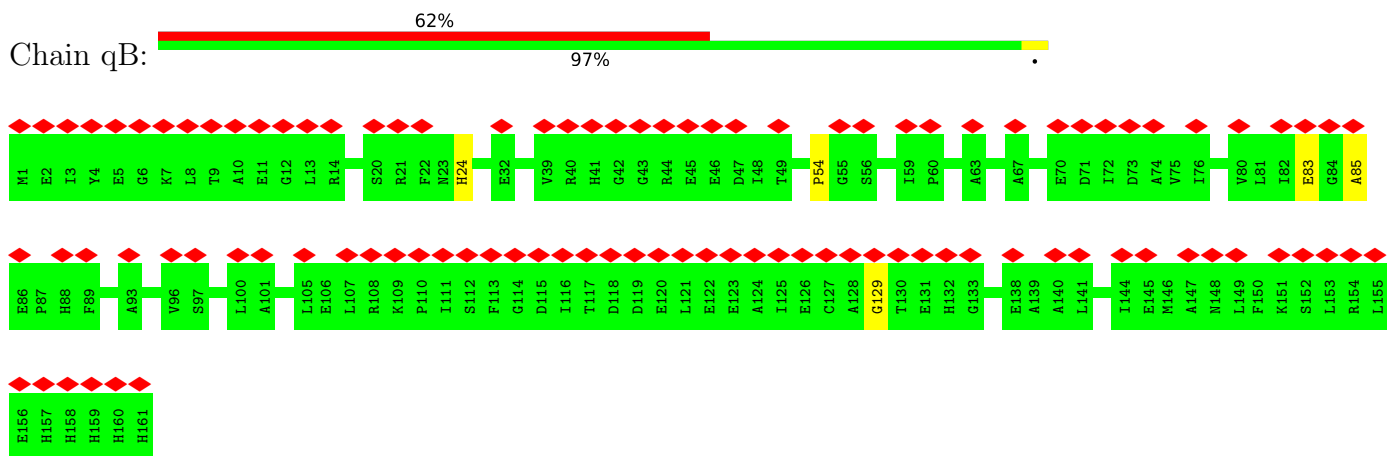 62%
Chain qB:
97%
.
M1 E2 I3 Y4 E5 G6 K7 L8 T9 A10 E11 G12 L13 R14 S20 R21 F22 N23 H24 E32 V39 R40 H41 G42 G43 R44 E45 E46 D47 I48 T49 P54 G55 S56 I59 P60 A63 A67 E70 D71 I72 D73 A74 V75 I76 V80 L81 I82 E83 G84 A85
E86 P87 H88 F89 A93 V96 S97 L100 A101 L105 E106 L107 R108 K109 P110 I111 S112 F113 G114 D115 I116 T117 D118 D119 E120 L121 E122 E123 A124 I125 E126 C127 A128 G129 T130 E131 H132 G133 E138 A139 A140 L141 I144 E145 M146 A147 N148 L149 F150 K151 S152 L153 R154 L155
E156 H157 H158 H159 H160 H161